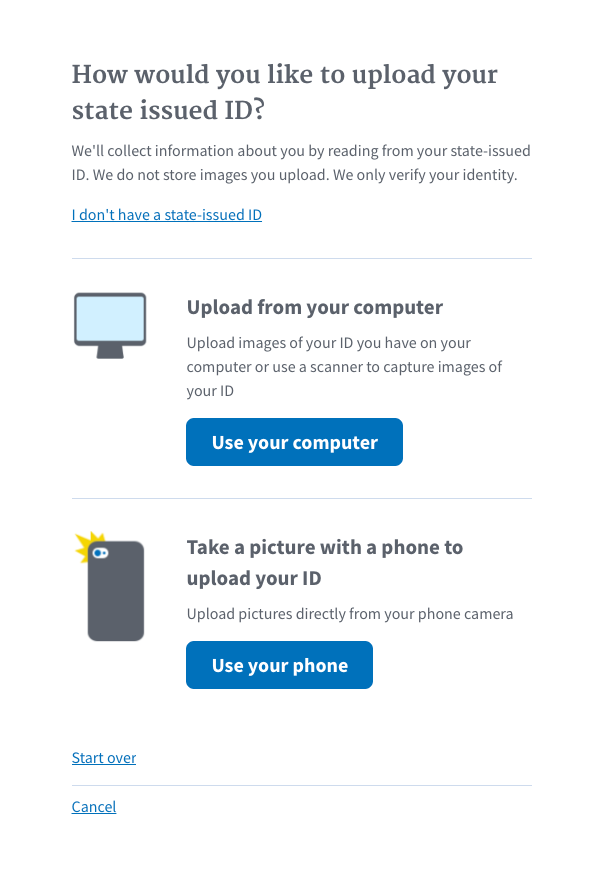 How would you like to upload your
state issued ID?
We'll collect information about you by reading from your state-issued
ID. We do not store images you upload. We only verify your identity.
I don't have a state-issued ID
Upload from your computer
Upload images of your ID you have on your
computer or use a scanner to capture images of
your ID
Use your computer
Take a picture with a phone to
upload your ID
Upload pictures directly from your phone camera
Use your phone
Start over
Cancel